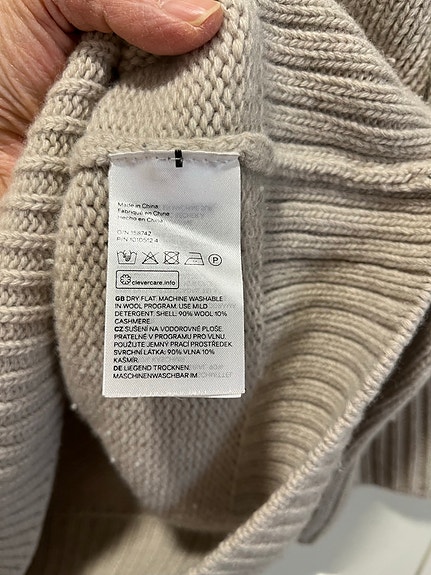 Made in China
Fabriqué en Chine
Hecho en China
O/N 158742
P/N 5010562.4
P
clevercare.info
GB DRY FLAT. MACHINE WASHABLE
IN WOOL PROGRAM. USE MILD
DETERGENT. SHELL: 90% WOOL 10%
CASHMERE.
CZ SUŠENÍ NA VODOROVNÉ PLOŠE.
PRATELNÉ V PROGRAMU PRO VLNU.
POUŽIJTE JEMNÝ PRACÍ PROSTŘEDEK.
SVRCHNÍ LÁTKA: 90% VLNA 10%
KAŠMÍR.
DE LIEGEND TROCKNEN.
MASCHINENWASCHBAR IM